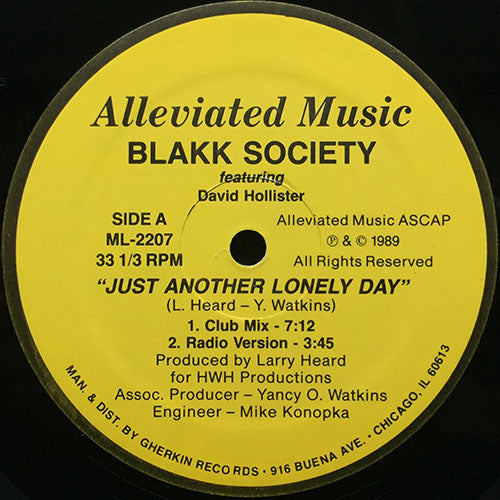 Alleviated Music
BLAKK SOCIETY
featuring
David Hollister
SIDE A
ML-2207
33 1/3 RPM
Alleviated Music ASCAP
℗ & © 1989
All Rights Reserved
"JUST ANOTHER LONELY DAY"
(L. Heard – Y. Watkins)
1. Club Mix - 7:12
2. Radio Version - 3:45
Produced by Larry Heard
for HWH Productions
Assoc. Producer – Yancy O. Watkins
Engineer – Mike Konopka
MAN. & DIST. BY GHERKIN RECORDS • 916 BUENA AVE. • CHICAGO, IL 60613